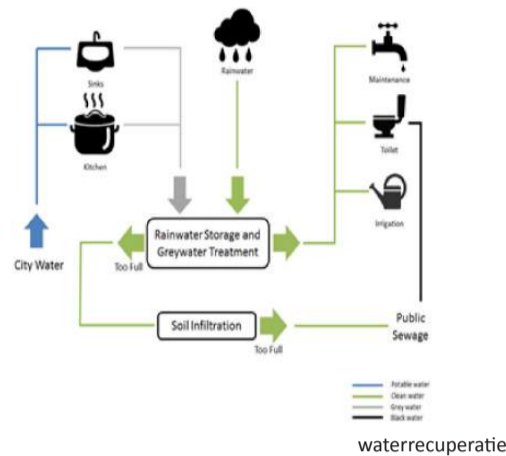 Sinks
Rainwater
Maintenance
Kitchen
Toilet
Irrigation
City Water
Rainwater Storage and
Greywater Treatment
Too Full
Soil Infiltration
Too Full
Public
Sewage
Potable water
Clean water
Grey water
Black water
waterrecuperatie